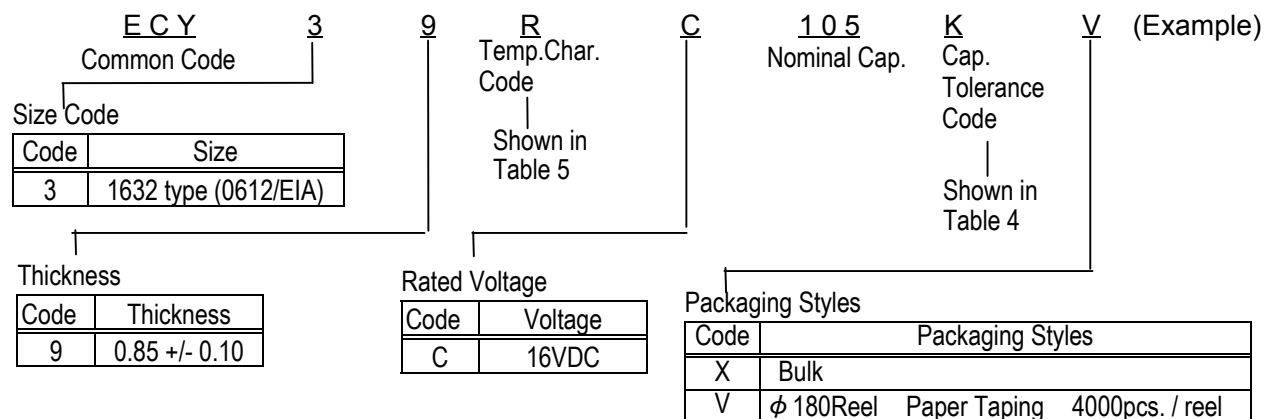 E C Y 3 9 R C 1 0 5 K V (Example)
Common Code
Temp.Char.
Code
Shown in
Table 5
Nominal Cap.
Cap.
Tolerance
Code
Shown in
Table 4
Size Code
Code Size
3 1632 type (0612/EIA)
Thickness
Code Thickness
9 0.85 +/- 0.10
Rated Voltage
Code Voltage
C 16VDC
Packaging Styles
Code Packaging Styles
X Bulk
V ϕ 180Reel Paper Taping 4000pcs. / reel